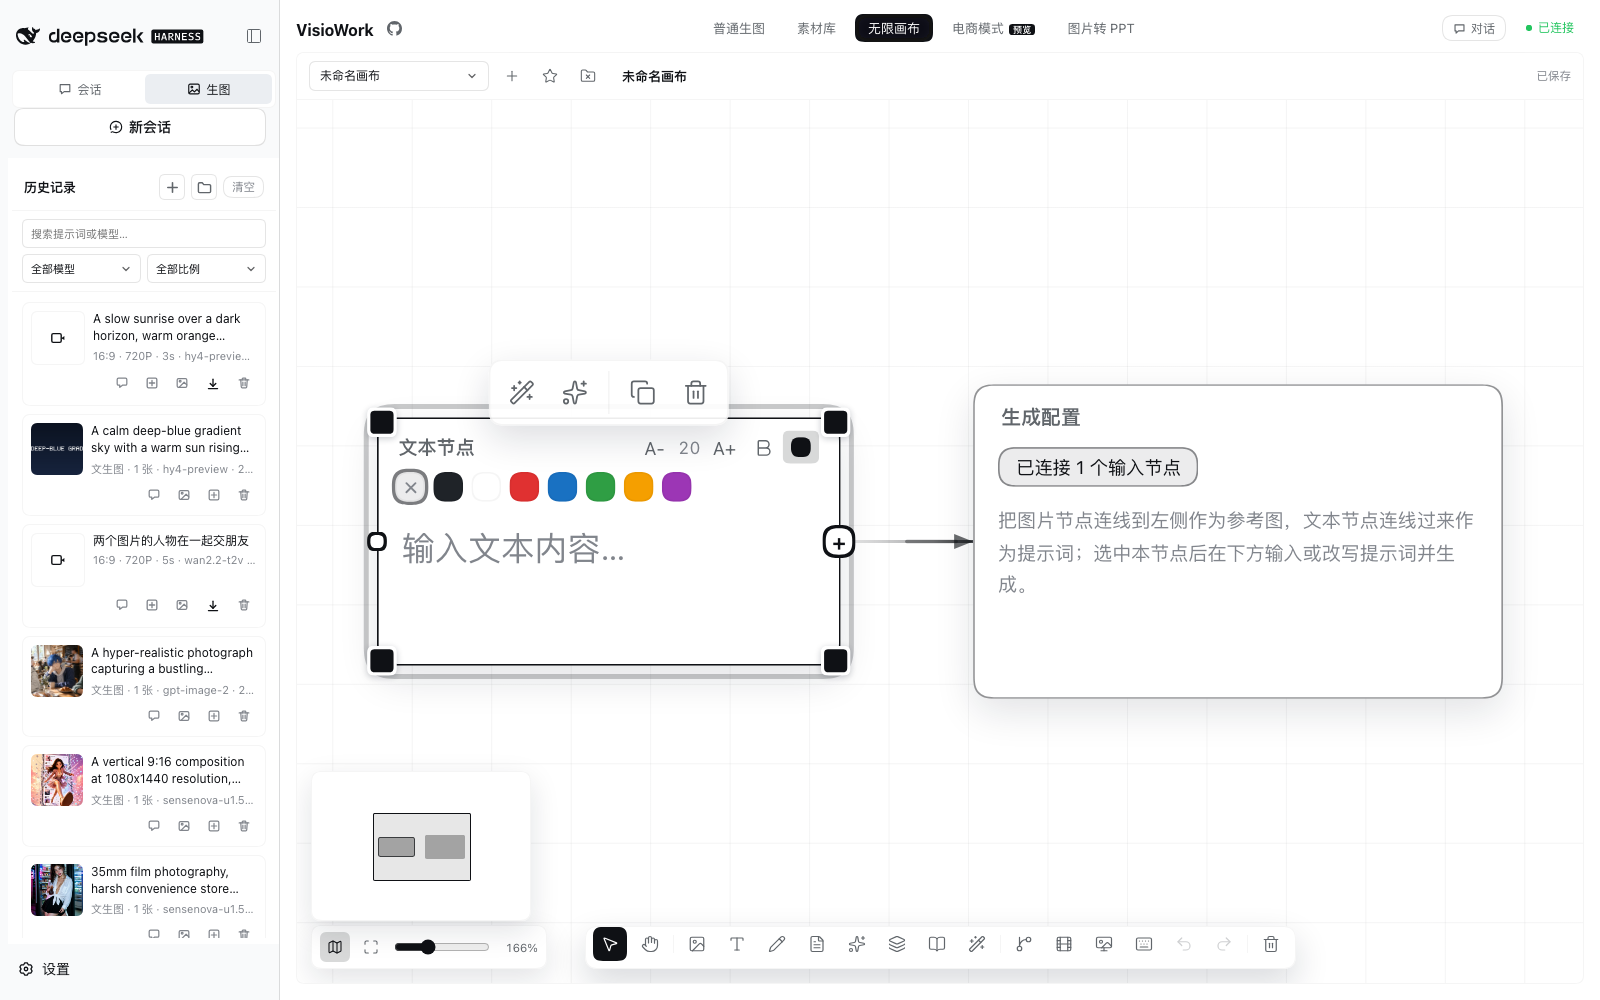 deepseek HARNESS
会话
生图
新会话
历史记录
清空
搜索提示词或模型...
全部模型
全部比例
A slow sunrise over a dark
horizon, warm orange...
16:9 · 720P · 3s · hy4-previe...
A calm deep-blue gradient
sky with a warm sun rising...
文生图 · 1 张 · hy4-preview · 2...
两个图片的人物在一起交朋友
16:9 · 720P · 5s · wan2.2-t2v ...
A hyper-realistic photograph
capturing a bustling...
文生图 · 1 张 · gpt-image-2 · 2...
A vertical 9:16 composition
at 1080x1440 resolution,...
文生图 · 1 张 · sensenova-u1.5...
35mm film photography,
harsh convenience store...
文生图 · 1 张 · sensenova-u1.5...
设置
VisioWork
普通生图
素材库
无限画布
电商模式 预览
图片转 PPT
对话
已连接
未命名画布
未命名画布
已保存
文本节点
A-
20
A+
B
输入文本内容...
生成配置
已连接 1 个输入节点
把图片节点连线到左侧作为参考图，文本节点连线过来作
为提示词；选中本节点后在下方输入或改写提示词并生
成。
166%